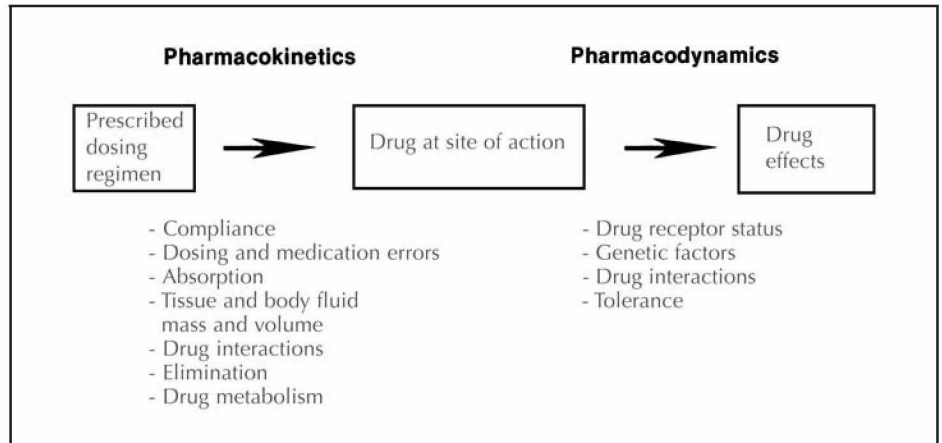 Pharmacokinetics
Pharmacodynamics
Prescribed
dosing
regimen
Drug at site of action
Drug
effects
- Compliance
- Dosing and medication errors
- Absorption
- Tissue and body fluid
mass and volume
- Drug interactions
- Elimination
- Drug metabolism
- Drug receptor status
- Genetic factors
- Drug interactions
- Tolerance